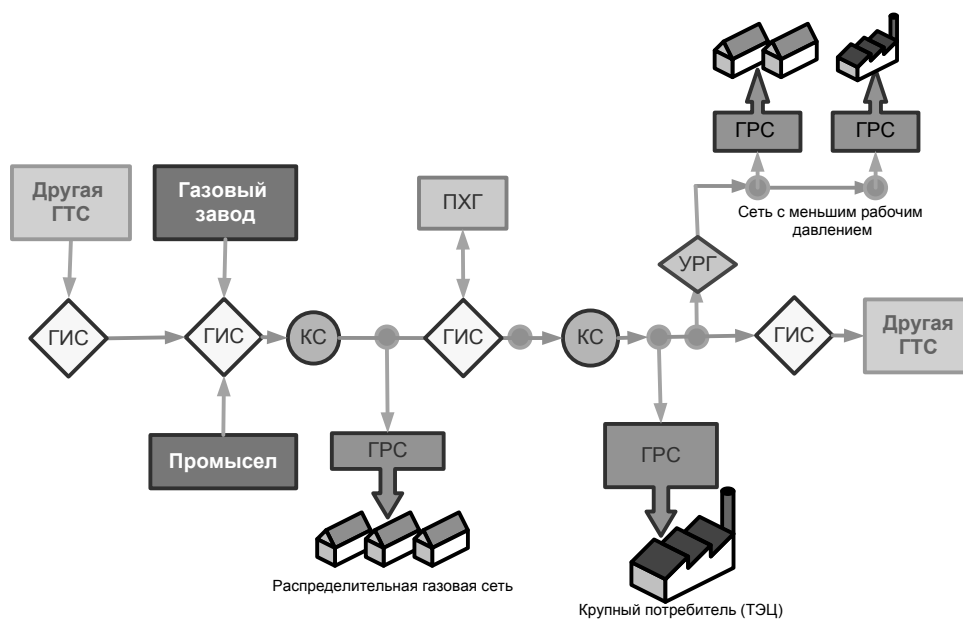 ГРС
ГРС
Другая
ГТС
Газовый
завод
ПХГ
Сеть с меньшим рабочим
давлением
УРГ
ГИС
ГИС
КС
ГИС
КС
ГИС
Другая
ГТС
Промысел
ГРС
ГРС
Распределительная газовая сеть
Крупный потребитель (ТЭЦ)